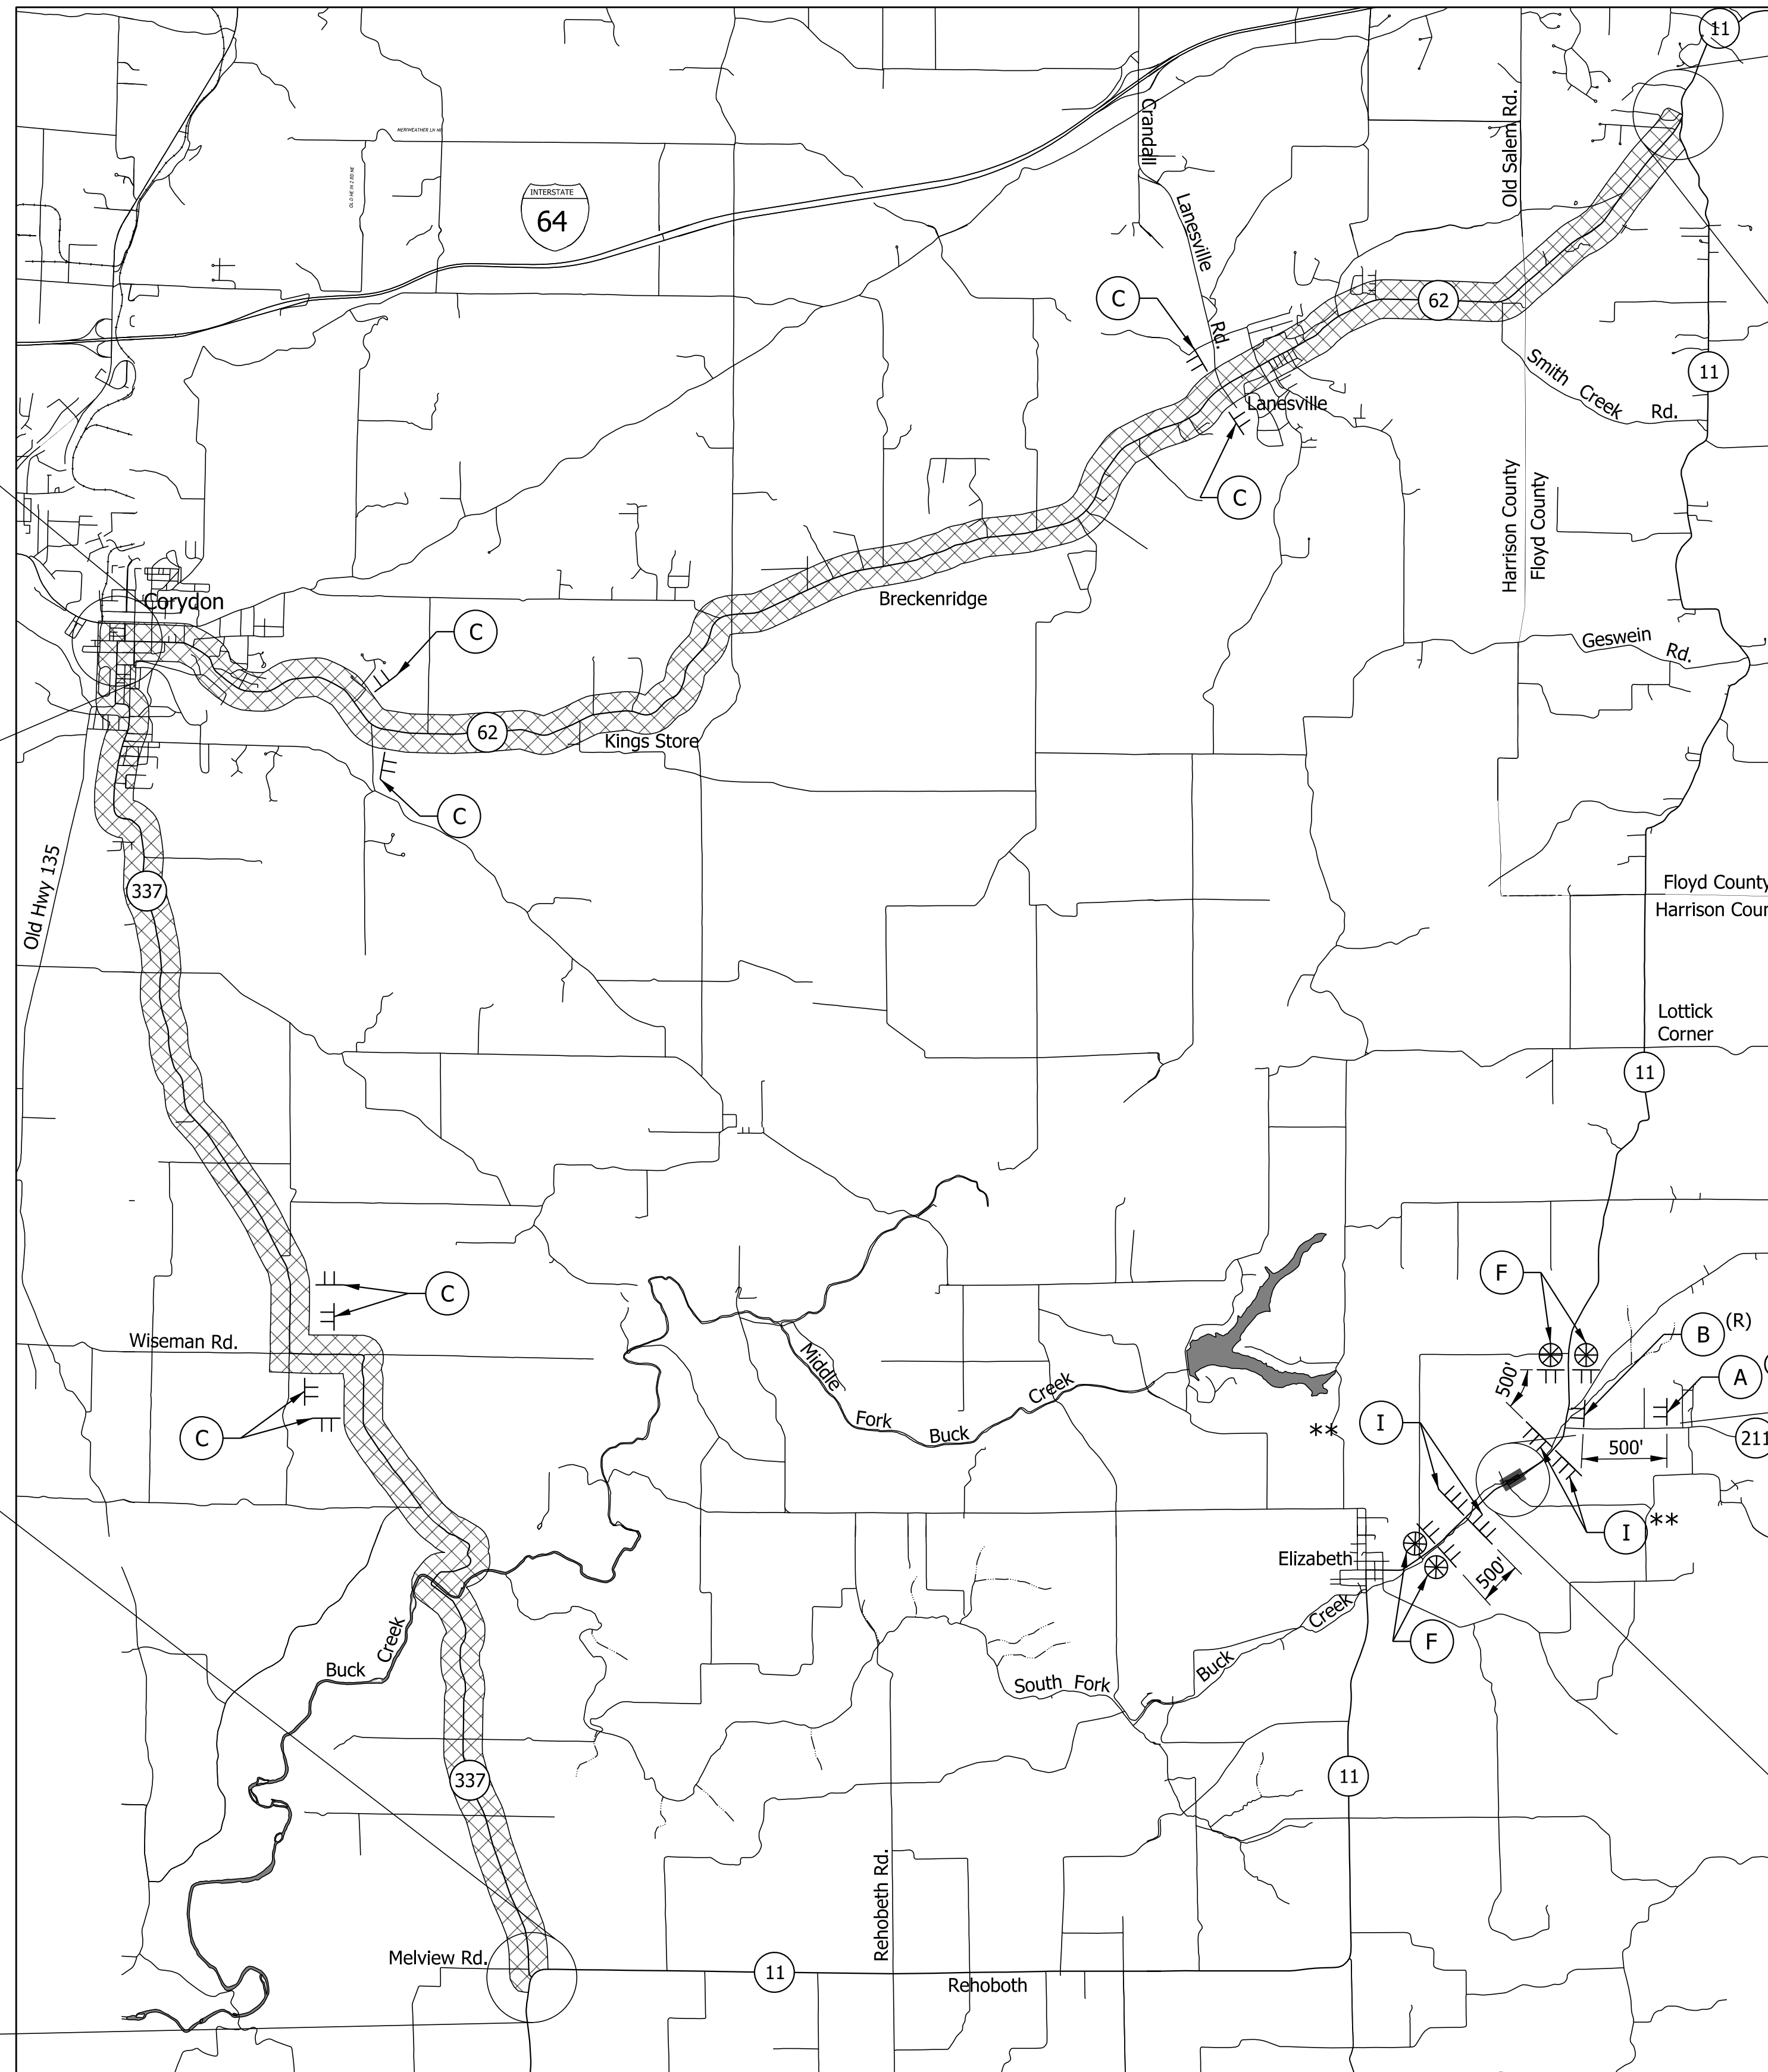 11
MERIWEATHER LN NE
INTERSTATE
64
Crandall
Lanesville
Rd.
Old Salem Rd.
C
62
11
Smith Creek Rd.
Lanesville
C
Harrison County
Floyd County
Breckenridge
Corydon
C
Geswein
Rd.
62
Kings Store
C
Old Hwy 135
337
Floyd County
Harrison Coun
Lottick
Corner
11
F
C
B (R)
Wiseman Rd.
A (
500'
C
Middle
Fork
Buck
Creek
**
I
500'
211
I **
Elizabeth
500'
F
Creek
Buck
Buck
Creek
South Fork
337
11
Rehobeth Rd.
Melview Rd.
11
Rehoboth